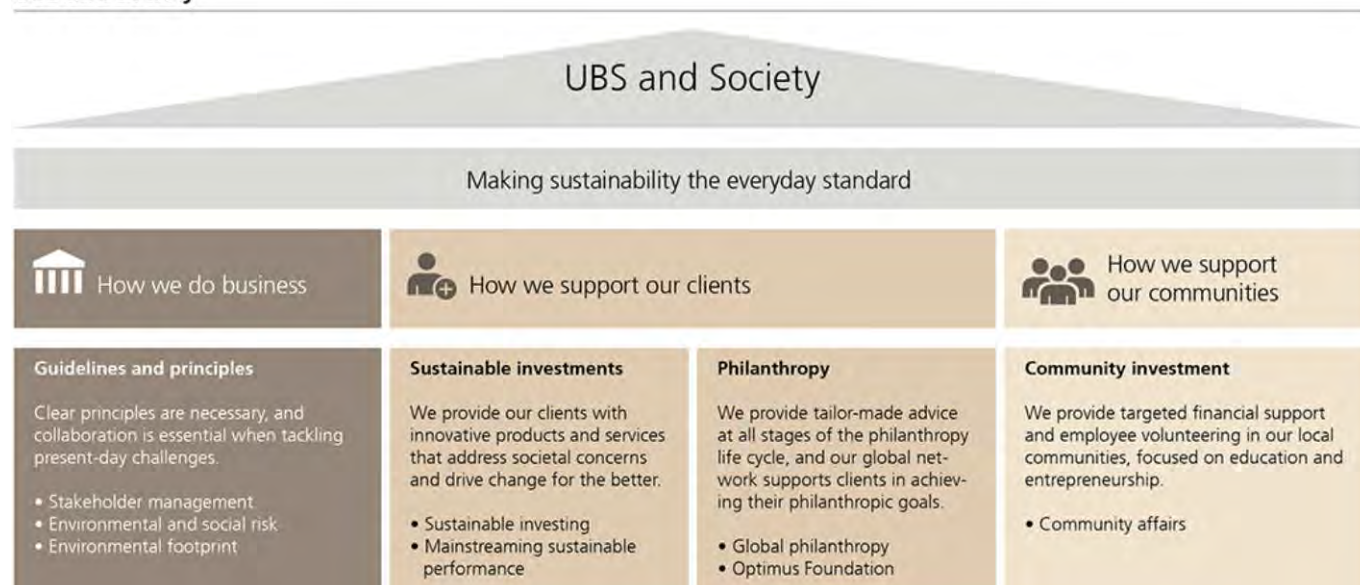 UBS and Society
Making sustainability the everyday standard
How we do business
How we support our clients
How we support
our communities
Guidelines and principles
Clear principles are necessary, and
collaboration is essential when tackling
present-day challenges.
• Stakeholder management
• Environmental and social risk
• Environmental footprint
Sustainable investments
We provide our clients with
innovative products and services
that address societal concerns
and drive change for the better.
• Sustainable investing
• Mainstreaming sustainable
performance
Philanthropy
We provide tailor-made advice
at all stages of the philanthropy
life cycle, and our global net-
work supports clients in achiev-
ing their philanthropic goals.
• Global philanthropy
• Optimus Foundation
Community investment
We provide targeted financial support
and employee volunteering in our local
communities, focused on education and
entrepreneurship.
• Community affairs